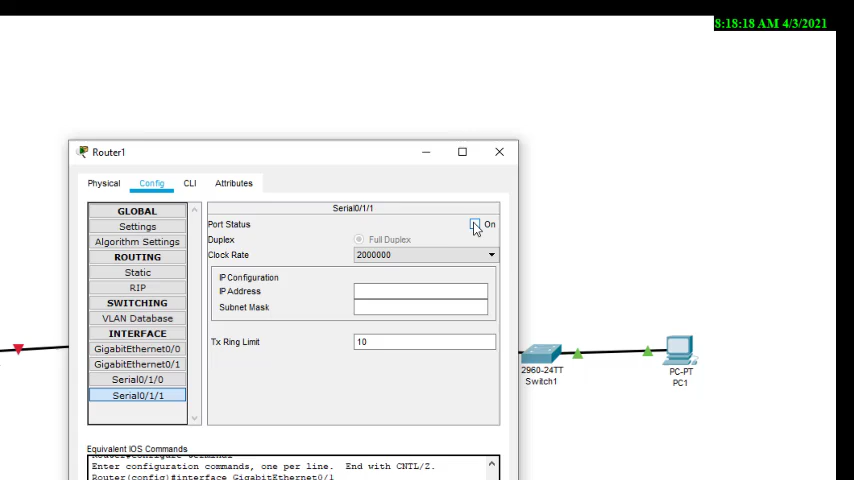 8:18:18 AM 4/3/2021
Router1
Physical Config CLI Attributes
GLOBAL
Settings
Algorithm Settings
ROUTING
Static
RIP
SWITCHING
VLAN Database
INTERFACE
GigabitEthernet0/0
GigabitEthernet0/1
Serial0/1/0
Serial0/1/1
Serial0/1/1
Port Status On
Duplex Full Duplex
Clock Rate 2000000
IP Configuration
IP Address
Subnet Mask
Tx Ring Limit 10
Equivalent IOS Commands
Router#configure terminal
Enter configuration commands, one per line. End with CNTL/Z.
Router(config)#interface GigabitEthernet0/1
2960-24TT
Switch1
PC-PT
PC1